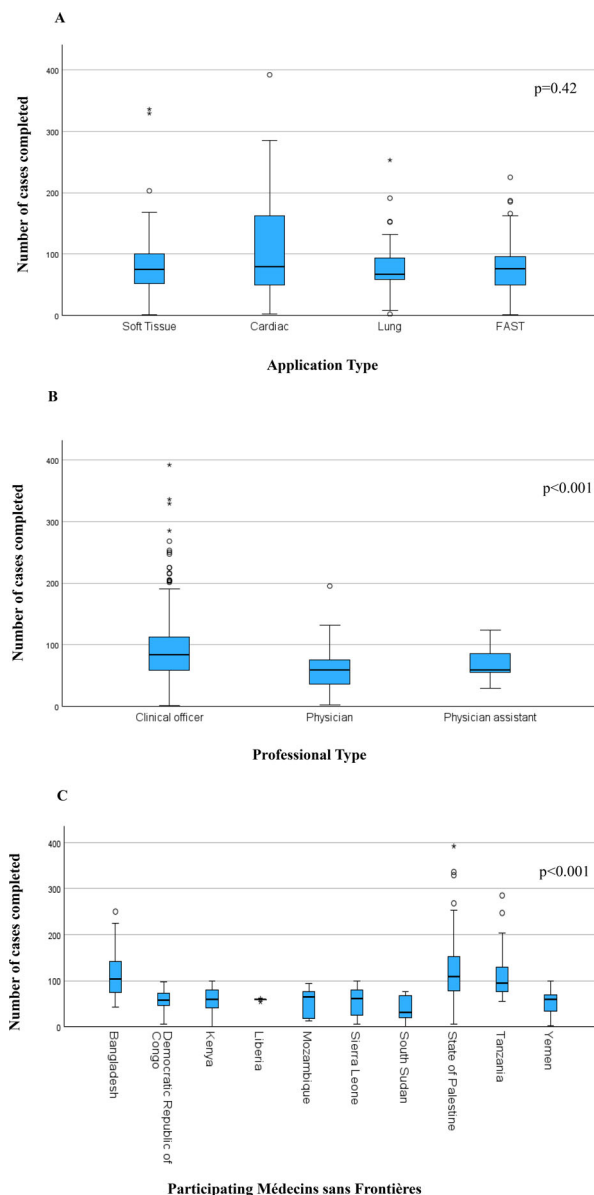 A
p=0.42
Number of cases completed
400
300
200
100
0
Soft Tissue
Cardiac
Lung
FAST
Application Type
B
p<0.001
Number of cases completed
400
300
200
100
0
Clinical officer
Physician
Physician assistant
Professional Type
C
p<0.001
Number of cases completed
400
300
200
100
0
Bangladesh
Democratic Republic of
Congo
Kenya
Liberia
Mozambique
Sierra Leone
South Sudan
State of Palestine
Tanzania
Yemen
Participating Médecins sans Frontières